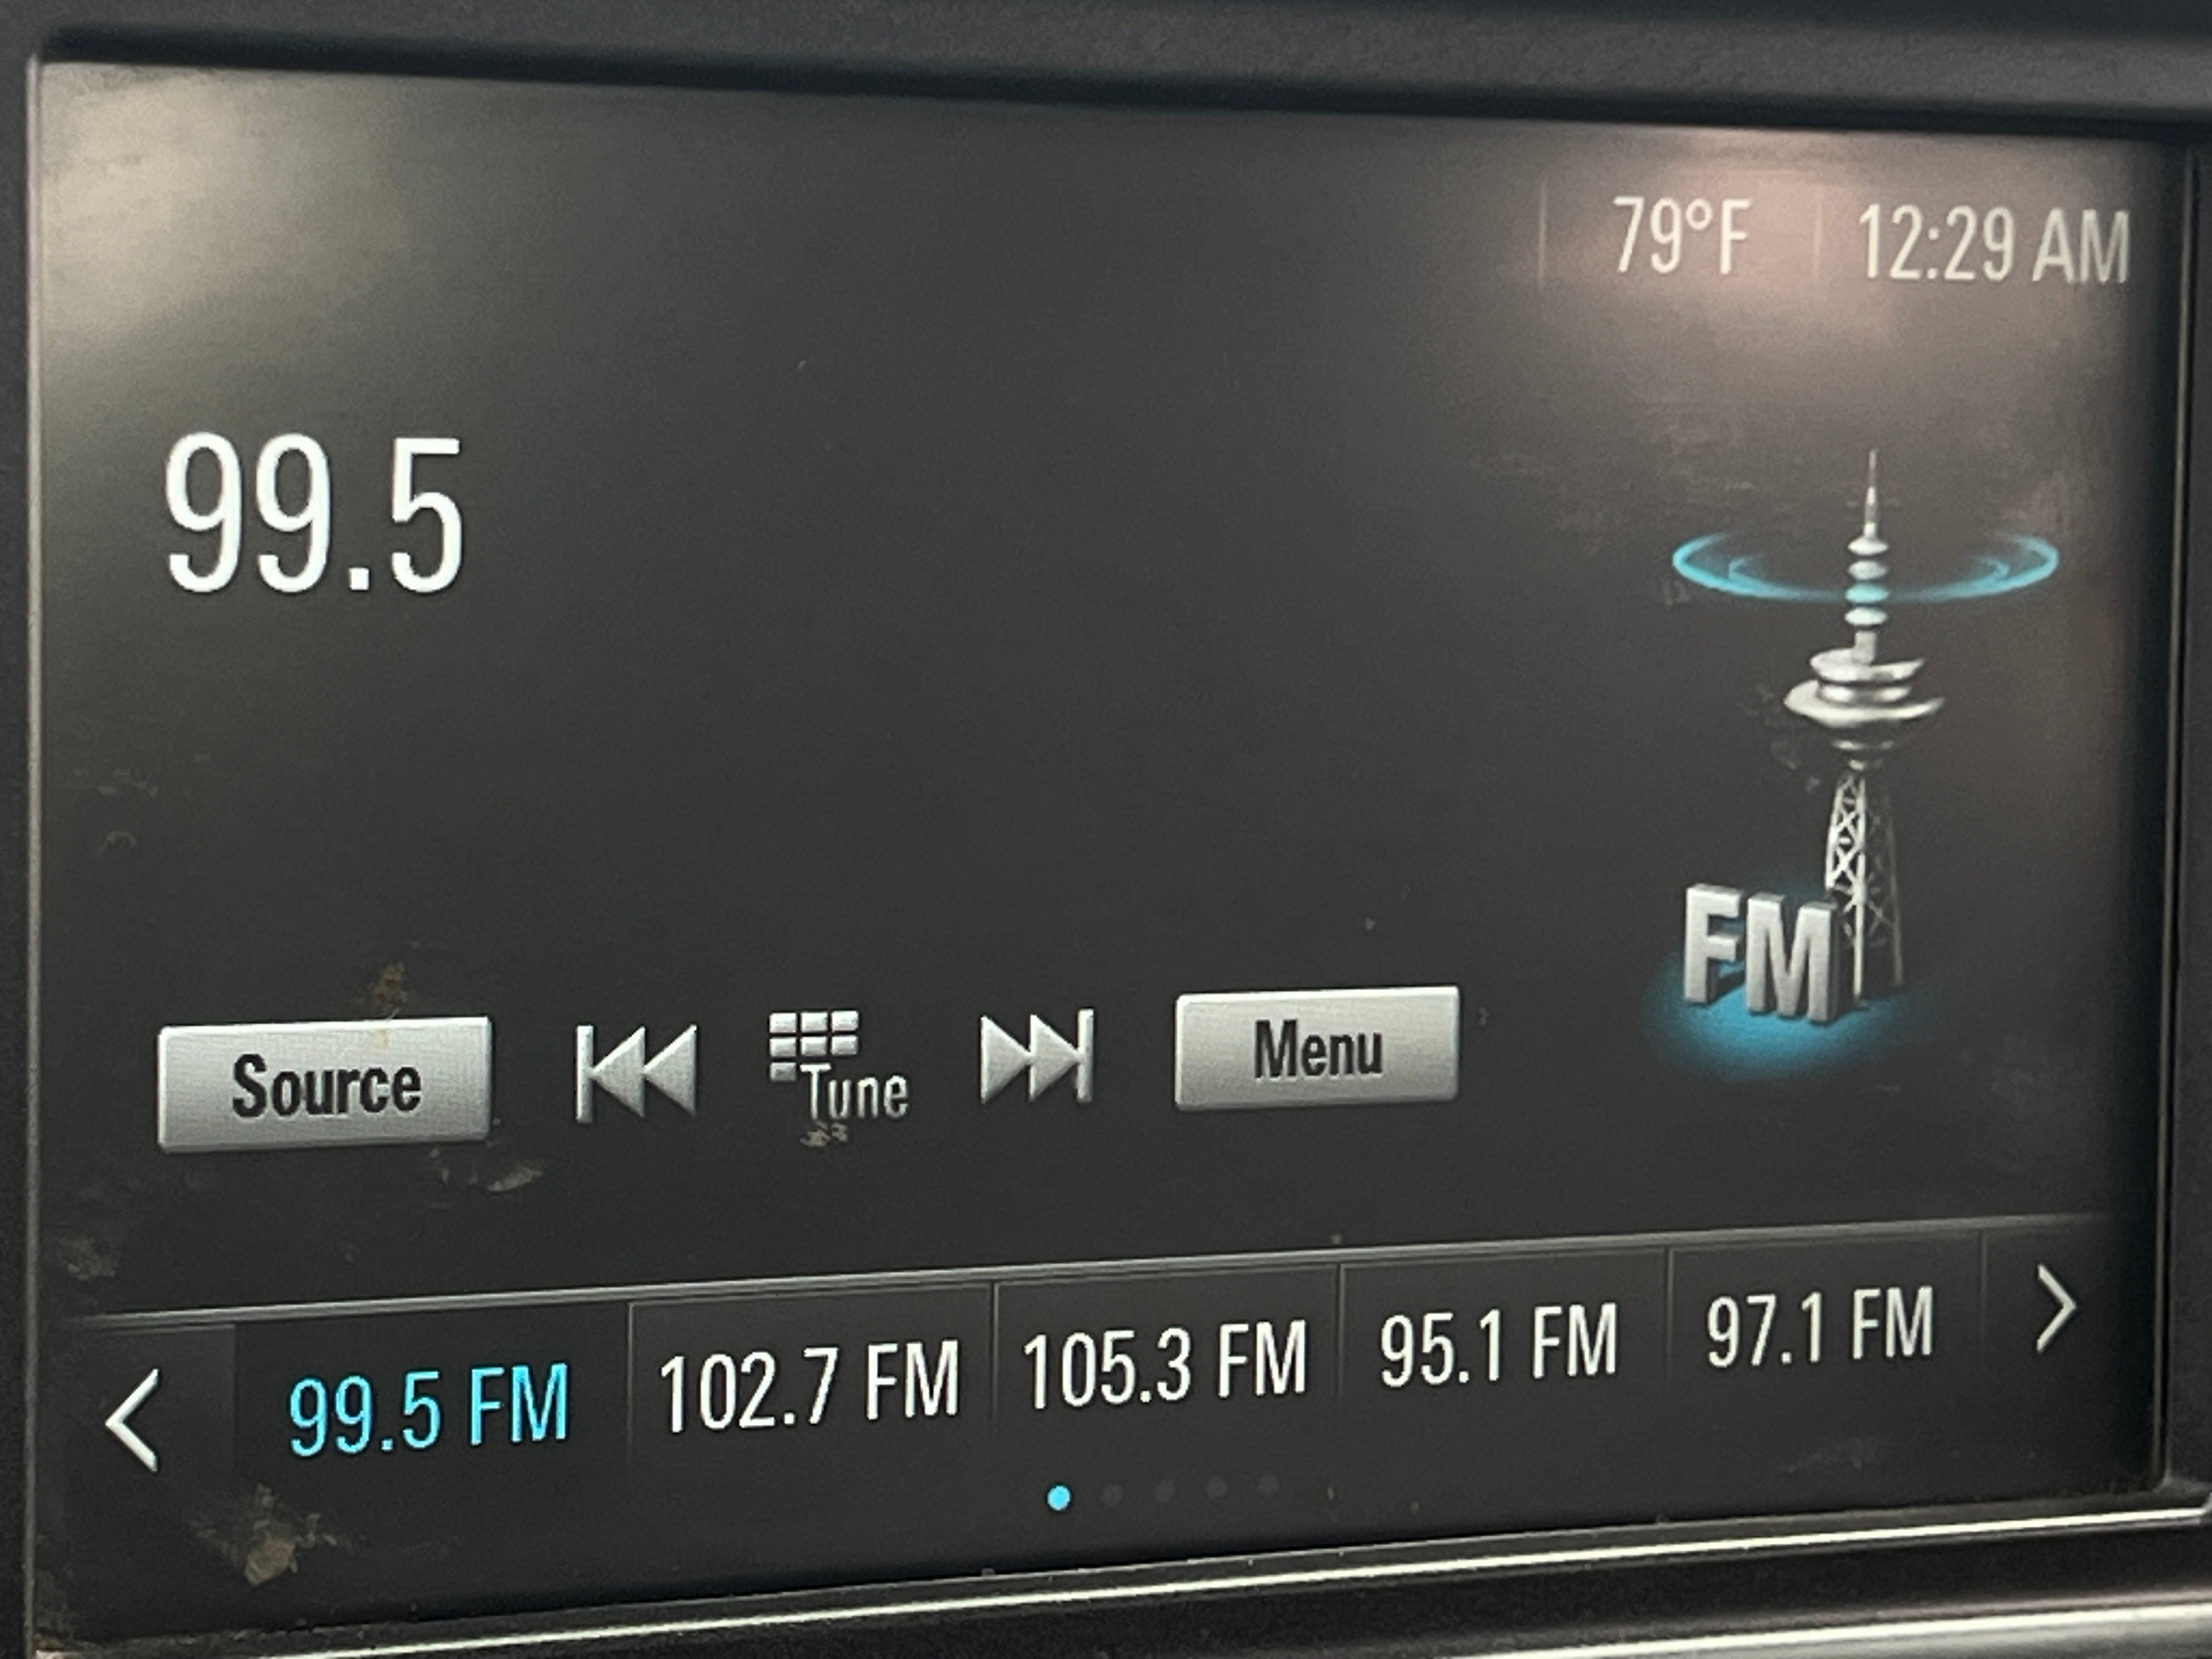 79°F 12:29 AM
99.5
FM
Source Tune Menu
99.5 FM 102.7 FM 105.3 FM 95.1 FM 97.1 FM